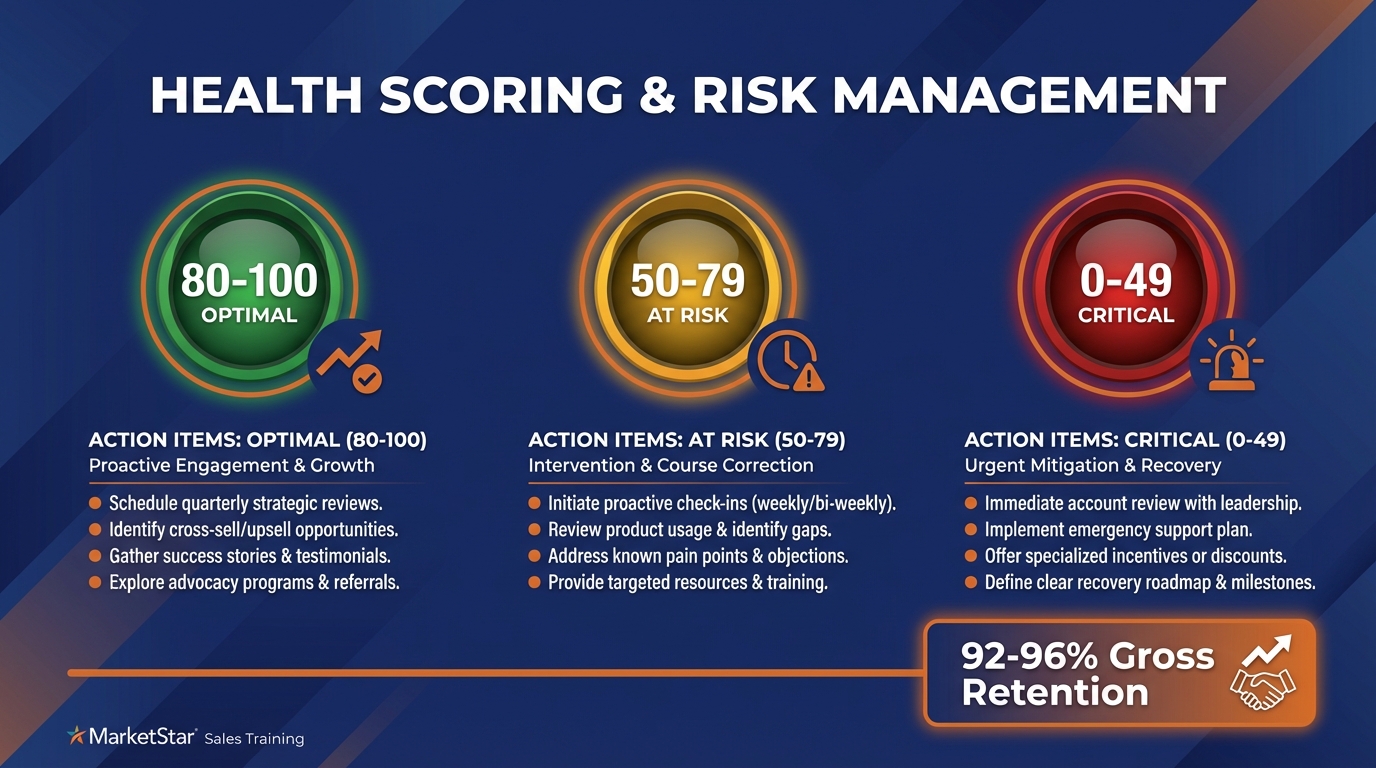 HEALTH SCORING & RISK MANAGEMENT
80-100
OPTIMAL
50-79
AT RISK
0-49
CRITICAL
ACTION ITEMS: OPTIMAL (80-100)
Proactive Engagement & Growth
Schedule quarterly strategic reviews.
Identify cross-sell/upsell opportunities.
Gather success stories & testimonials.
Explore advocacy programs & referrals.
ACTION ITEMS: AT RISK (50-79)
Intervention & Course Correction
Initiate proactive check-ins (weekly/bi-weekly).
Review product usage & identify gaps.
Address known pain points & objections.
Provide targeted resources & training.
ACTION ITEMS: CRITICAL (0-49)
Urgent Mitigation & Recovery
Immediate account review with leadership.
Implement emergency support plan.
Offer specialized incentives or discounts.
Define clear recovery roadmap & milestones.
92-96% Gross
Retention
MarketStar Sales Training